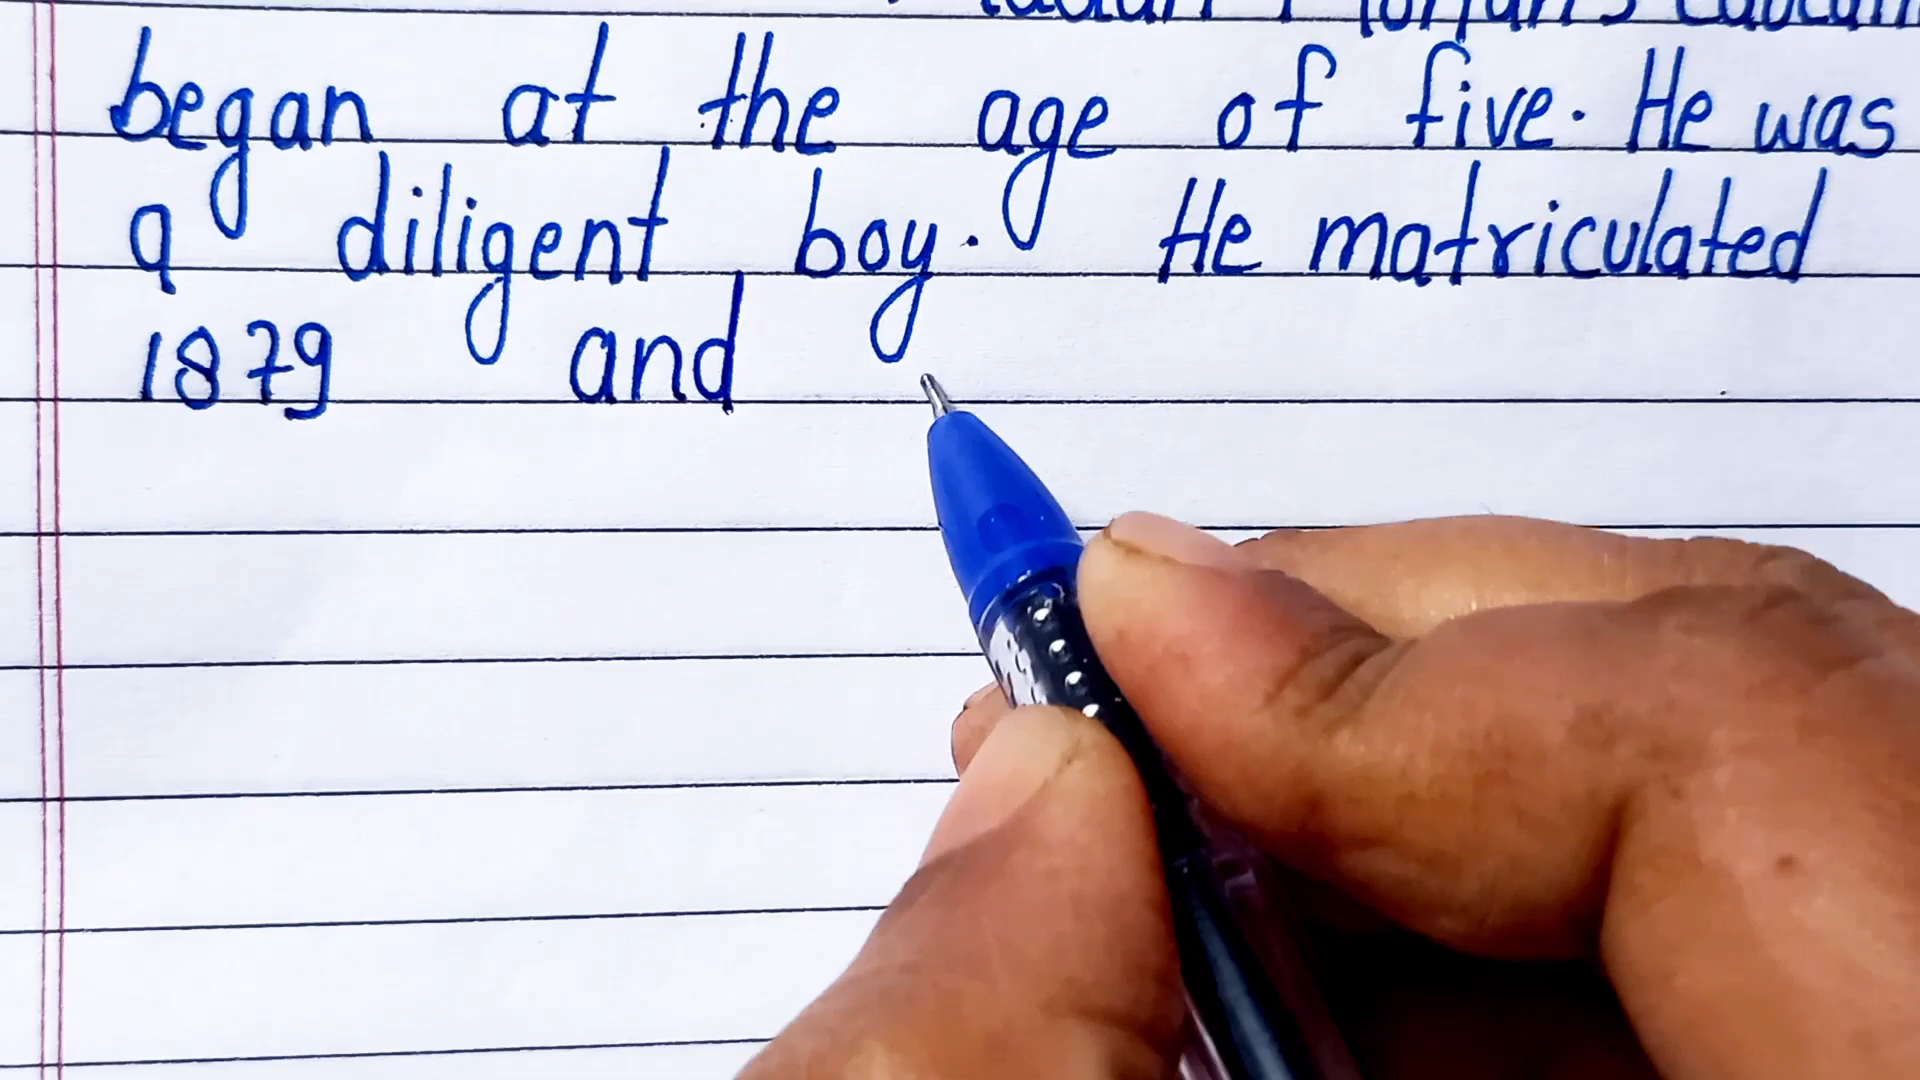 began at the age of five. He was
a diligent boy. He matriculated
1879 and